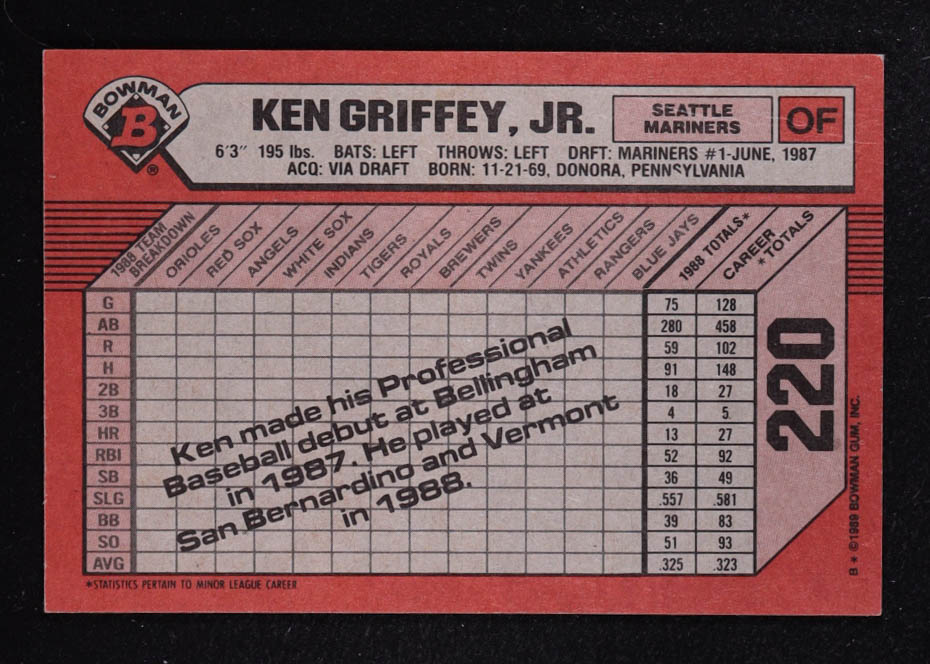 BOWMAN
B
®
KEN GRIFFEY, JR.
SEATTLE
MARINERS
OF
6'3" 195 lbs. BATS: LEFT THROWS: LEFT DRFT: MARINERS #1-JUNE, 1987
ACQ: VIA DRAFT BORN: 11-21-69, DONORA, PENNSYLVANIA
1988 TEAM
BREAKDOWN
ORIOLES
RED SOX
ANGELS
WHITE SOX
INDIANS
TIGERS
ROYALS
BREWERS
TWINS
YANKEES
ATHLETICS
RANGERS
BLUE JAYS
1988 TOTALS*
CAREER
*TOTALS
G 75 128
AB 280 458
R 59 102
H 91 148
2B 18 27
3B 4 5
HR 13 27
RBI 52 92
SB 36 49
SLG .557 .581
BB 39 83
SO 51 93
AVG .325 .323
Ken made his Professional
Baseball debut at Bellingham
in 1987. He played at
San Bernardino and Vermont
in 1988.
220
B * ©1989 BOWMAN GUM, INC.
*STATISTICS PERTAIN TO MINOR LEAGUE CAREER